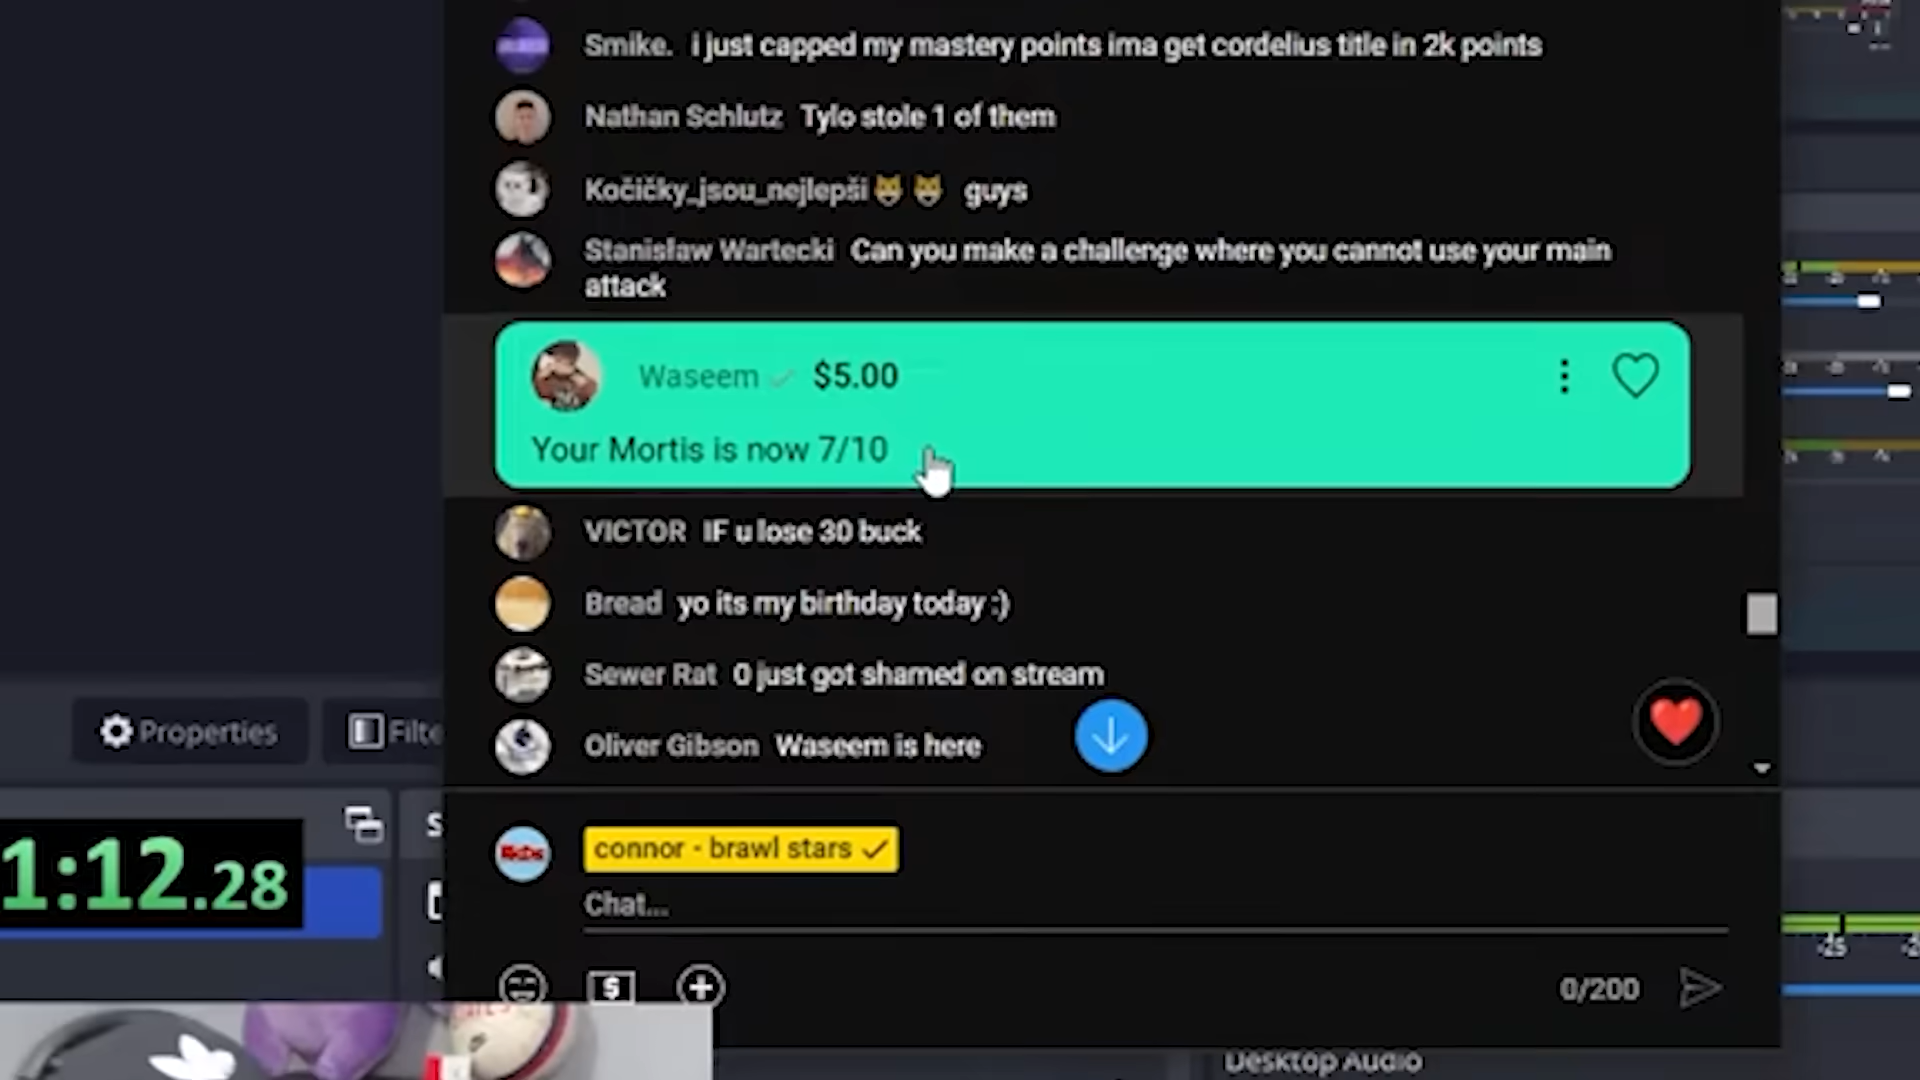 Smike. i just capped my mastery points ima get cordelius title in 2k points
Nathan Schlutz Tylo stole 1 of them
Kočičky_jsou_nejlepši😺 😺 guys
Stanisław Wartecki Can you make a challenge where you cannot use your main
attack
Waseem ✓ $5.00
Your Mortis is now 7/10
VICTOR IF u lose 30 buck
Bread yo its my birthday today :)
Sewer Rat 0 just got shamed on stream
Properties Filte
Oliver Gibson Waseem is here
1:12.28
connor - brawl stars ✓
Chat...
-25
$
0/200
Desktop Audio